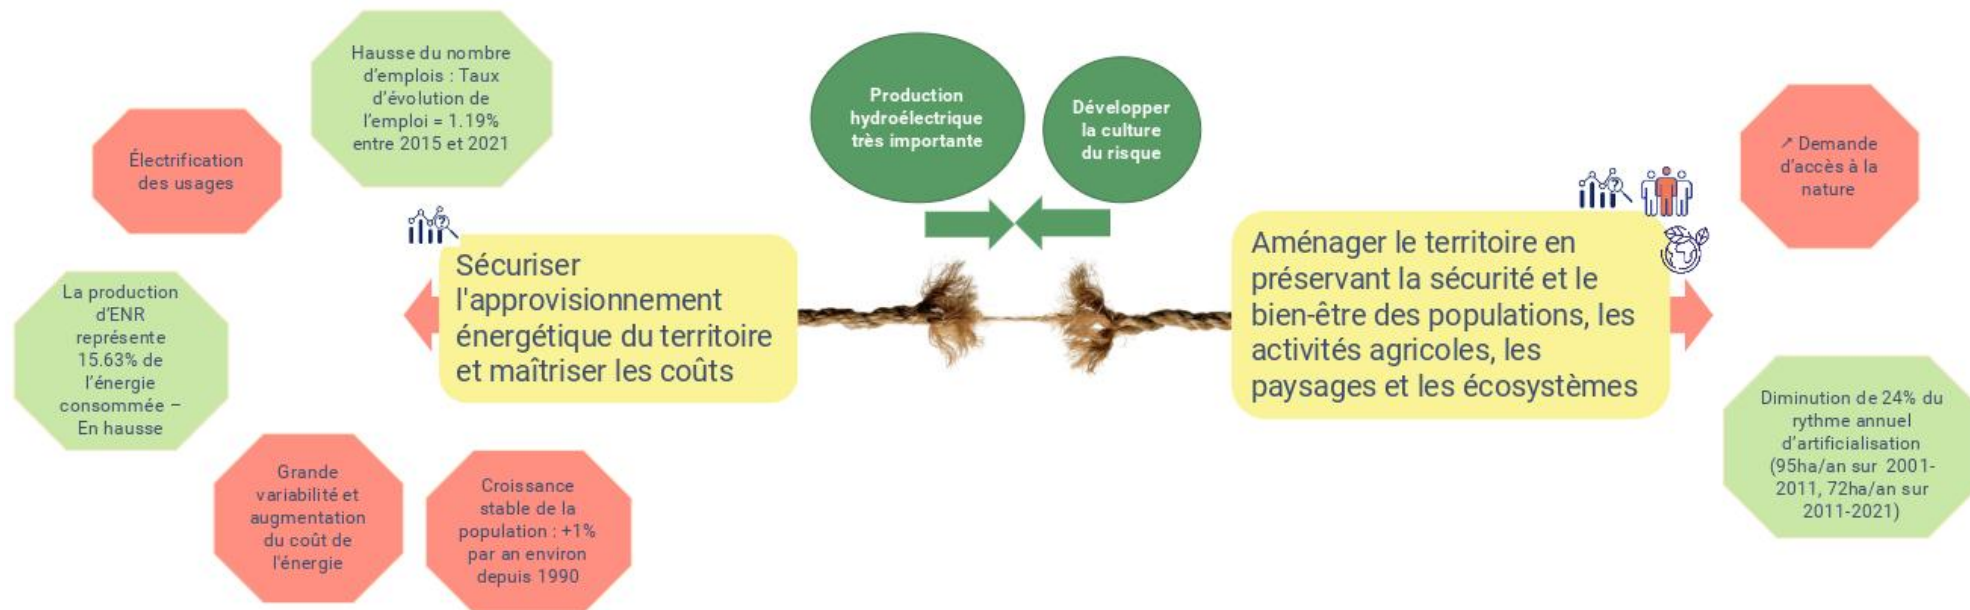 Hausse du nombre
d'emplois : Taux
d'évolution de
l'emploi = 1.19%
entre 2015 et 2021
Électrification
des usages
La production
d'ENR
représente
15.63% de
l'énergie
consommée –
En hausse
Grande
variabilité et
augmentation
du coût de
l'énergie
Croissance
stable de la
population : +1%
par an environ
depuis 1990
Sécuriser
l'approvisionnement
énergétique du territoire
et maîtriser les coûts
Production
hydroélectrique
très importante
Développer
la culture
du risque
?
?
Aménager le territoire en
préservant la sécurité et le
bien-être des populations, les
activités agricoles, les
paysages et les écosystèmes
↗ Demande
d'accès à la
nature
Diminution de 24% du
rythme annuel
d'artificialisation
(95ha/an sur 2001-
2011, 72ha/an sur
2011-2021)